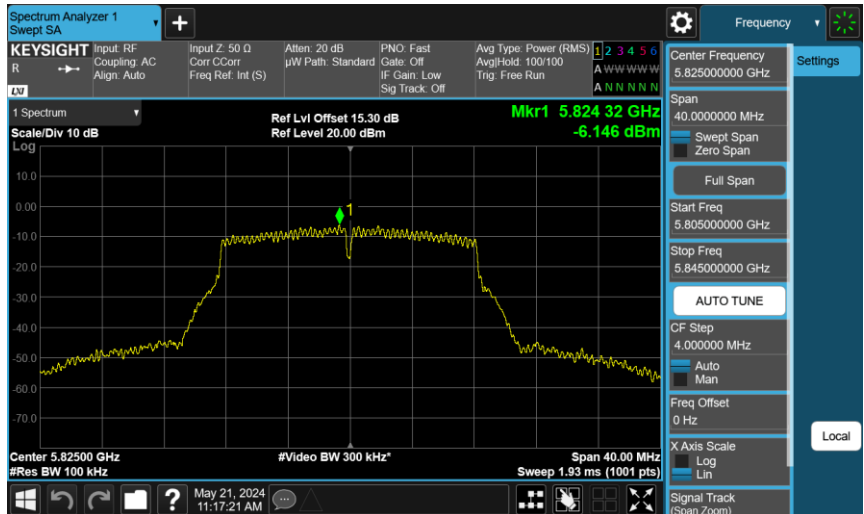 Spectrum Analyzer 1
Swept SA
+
Frequency
KEYSIGHT
R
LXI
Input: RF
Coupling: AC
Align: Auto
Input Z: 50 Ω
Corr CCorr
Freq Ref: Int (S)
Atten: 20 dB
µW Path: Standard
PNO: Fast
Gate: Off
IF Gain: Low
Sig Track: Off
Avg Type: Power (RMS)
Avg|Hold: 100/100
Trig: Free Run
1 2 3 4 5 6
A W W W W W
A N N N N N
1 Spectrum
Scale/Div 10 dB
Ref Lvl Offset 15.30 dB
Ref Level 20.00 dBm
Mkr1 5.824 32 GHz
-6.146 dBm
Log
10.0
0.00
-10.0
-20.0
-30.0
-40.0
-50.0
-60.0
-70.0
1
Center 5.82500 GHz
#Res BW 100 kHz
#Video BW 300 kHz*
Span 40.00 MHz
Sweep 1.93 ms (1001 pts)
Center Frequency
5.825000000 GHz
Span
40.0000000 MHz
Swept Span
Zero Span
Full Span
Start Freq
5.805000000 GHz
Stop Freq
5.845000000 GHz
AUTO TUNE
CF Step
4.000000 MHz
Auto
Man
Freq Offset
0 Hz
X Axis Scale
Log
Lin
Signal Track
(Span Zoom)
Settings
Local
?
May 21, 2024
11:17:21 AM